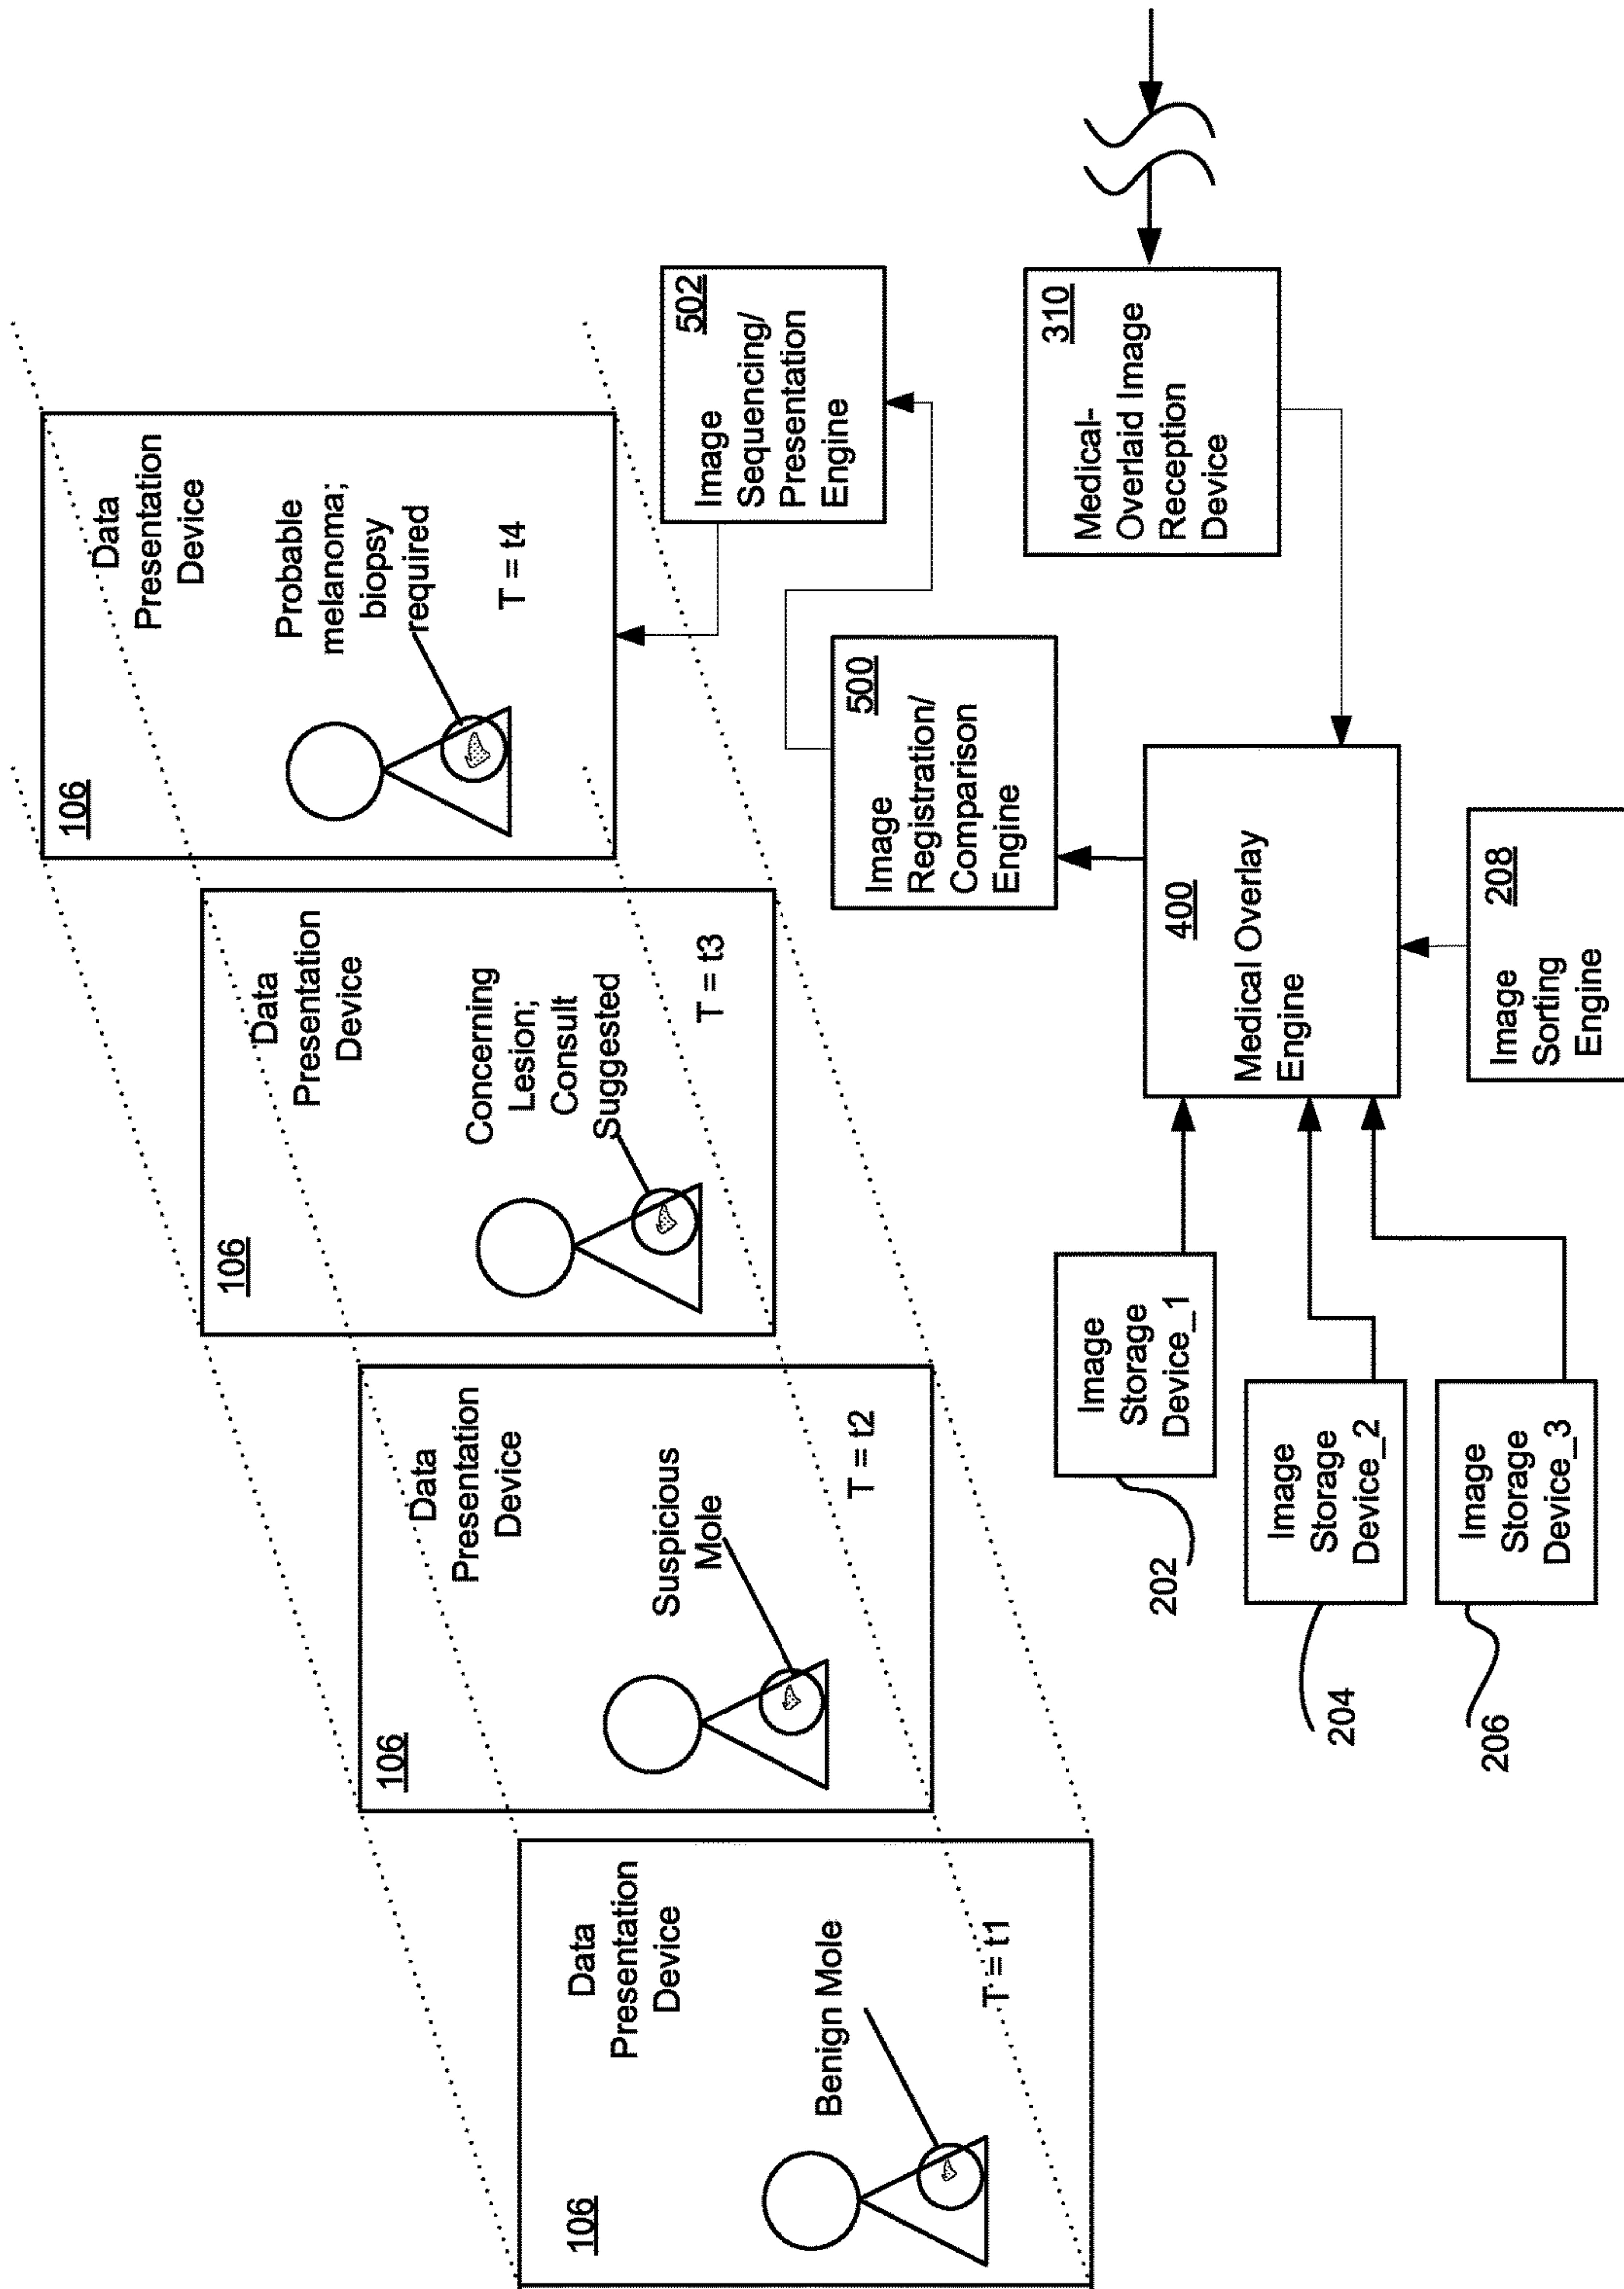 106
Data
Presentation
Device
Benign Mole
T = t1
106
Data
Presentation
Device
Suspicious
Mole
T = t2
106
Data
Presentation
Device
Concerning
Lesion;
Consult
Suggested
T = t3
106
Data
Presentation
Device
Probable
melanoma;
biopsy
required
T = t4
502
Image
Sequencing/
Presentation
Engine
500
Image
Registration/
Comparison
Engine
310
Medical-
Overlaid Image
Reception
Device
400
Medical Overlay
Engine
208
Image
Sorting
Engine
Image
Storage
Device_1
202
Image
Storage
Device_2
204
Image
Storage
Device_3
206